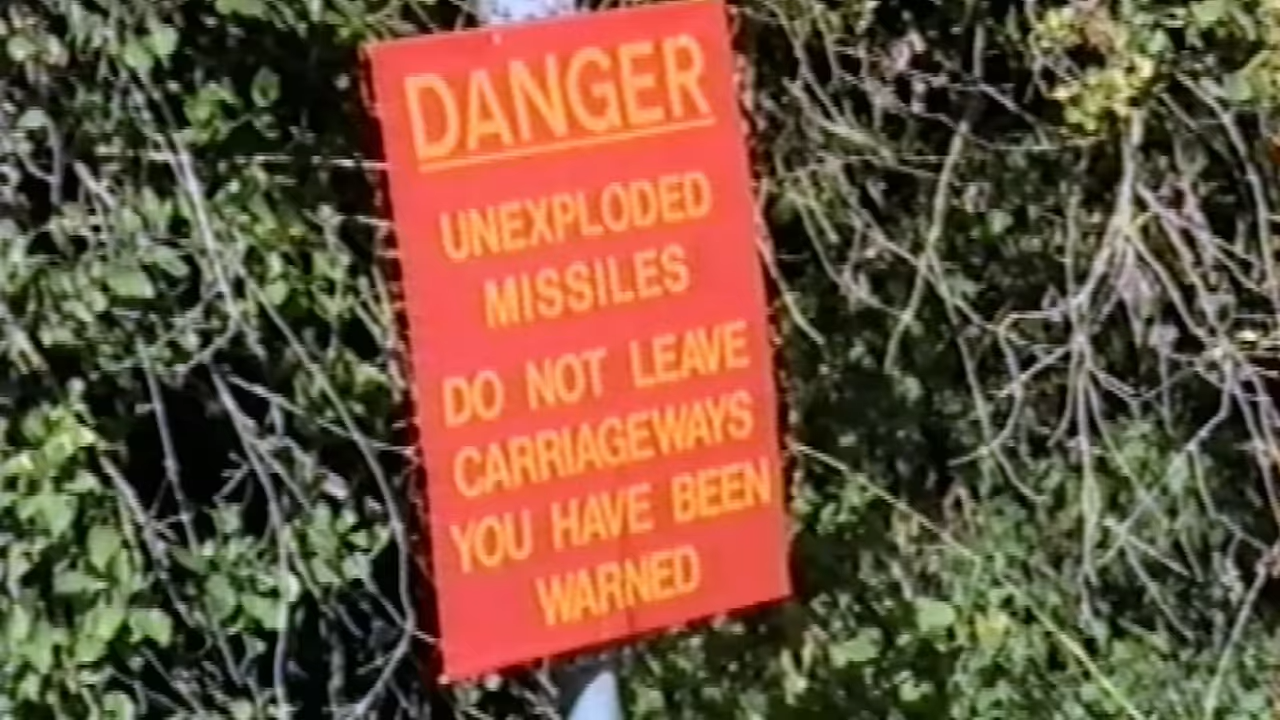 DANGER
UNEXPLODED
MISSILES
DO NOT LEAVE
CARRIAGEWAYS
YOU HAVE BEEN
WARNED